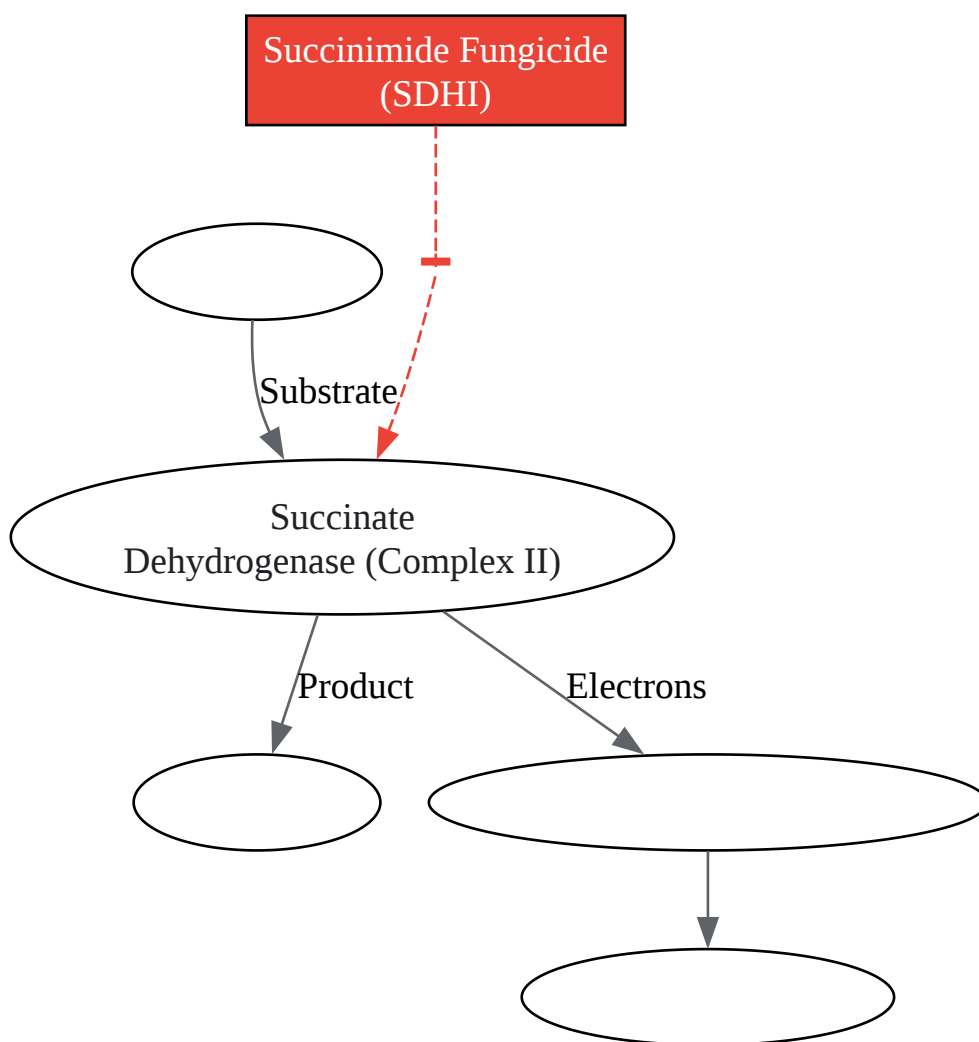 Succinimide Fungicide
(SDHI)
Substrate
Succinate
Dehydrogenase (Complex II)
Product
Electrons